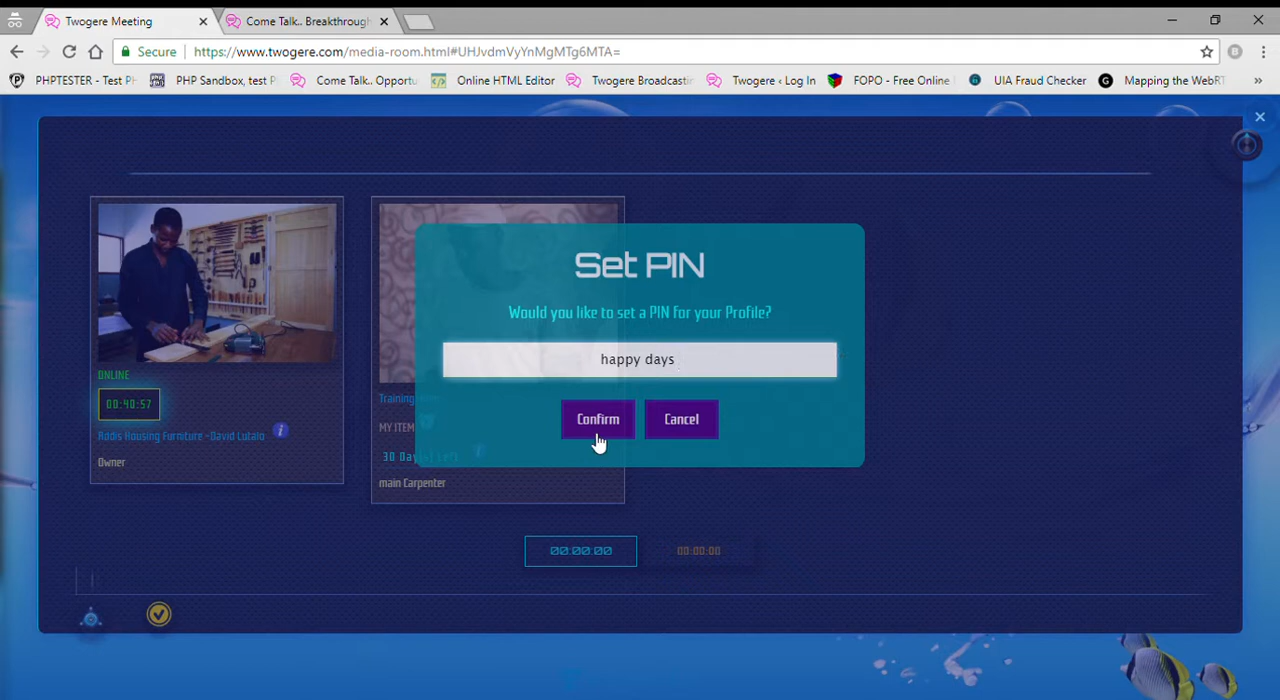 Twogere Meeting
Come Talk.. Breakthrough
Secure
https://www.twogere.com/media-room.html#UHJvdmVyYnMgMTg6MTA=
PHPTESTER - Test P
PHP Sandbox, test P
Come Talk.. Opportu
Online HTML Editor
Twogere Broadcastin
Twogere ‹ Log In
FOPO - Free Online
UIA Fraud Checker
Mapping the WebRT
Set PIN
Would you like to set a PIN for your Profile?
happy days
Confirm
Cancel
ONLINE
00:40:57
Addis Housing Furniture -David Lutalo
Owner
Training
MY ITEM
30 Day(s) Left
main Carpenter
00:00:00
00:00:00